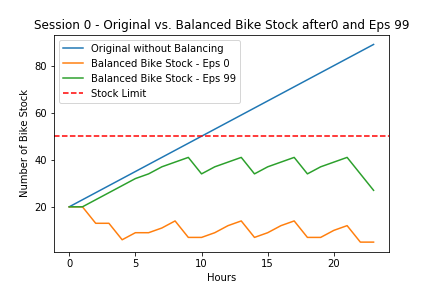 Session 0 - Original vs. Balanced Bike Stock after0 and Eps 99
Original without Balancing
Balanced Bike Stock - Eps 0
Balanced Bike Stock - Eps 99
Stock Limit
Number of Bike Stock
80
60
40
20
0 5 10 15 20
Hours